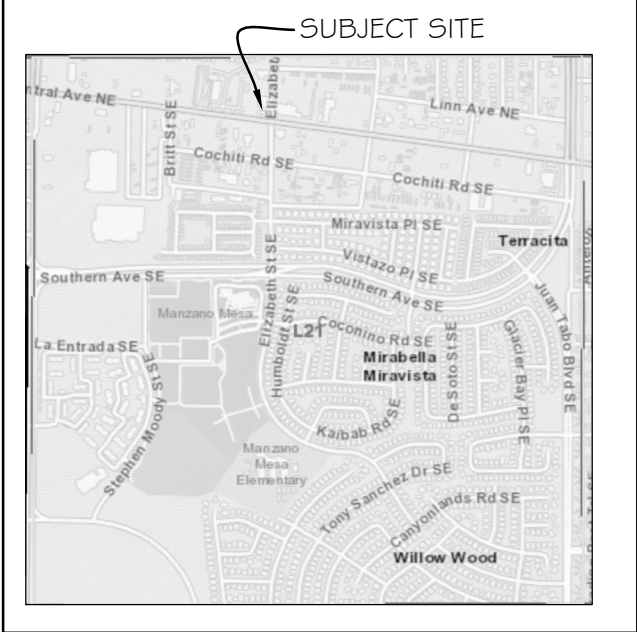 SUBJECT SITE
ntral Ave NE
Elizabet
Linn Ave NE
Britt St SE
Cochiti Rd SE
Cochiti Rd SE
Miravista Pl SE
Terracita
Vistazo Pl SE
Southern Ave SE
Elizabeth St SE
Southern Ave SE
Juan Tabo Blvd SE
Manzano Mesa
Humboldt St SE
L21
Coconino Rd SE
La Entrada SE
Mirabella
Miravista
De Soto St SE
Glacier Bay Pl SE
Stephen Moody St SE
Kaibab Rd SE
Manzano
Mesa
Elementary
Tony Sanchez Dr SE
Canyonlands Rd SE
Willow Wood